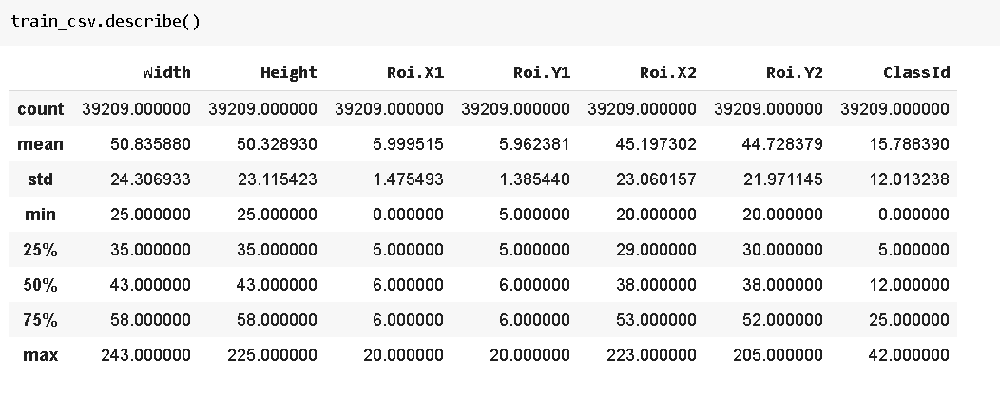 train_csv.describe()
Width Height Roi.X1 Roi.Y1 Roi.X2 Roi.Y2 ClassId
count 39209.000000 39209.000000 39209.000000 39209.000000 39209.000000 39209.000000 39209.000000
mean 50.835880 50.328930 5.999515 5.962381 45.197302 44.728379 15.788390
std 24.306933 23.115423 1.475493 1.385440 23.060157 21.971145 12.013238
min 25.000000 25.000000 0.000000 5.000000 20.000000 20.000000 0.000000
25% 35.000000 35.000000 5.000000 5.000000 29.000000 30.000000 5.000000
50% 43.000000 43.000000 6.000000 6.000000 38.000000 38.000000 12.000000
75% 58.000000 58.000000 6.000000 6.000000 53.000000 52.000000 25.000000
max 243.000000 225.000000 20.000000 20.000000 223.000000 205.000000 42.000000